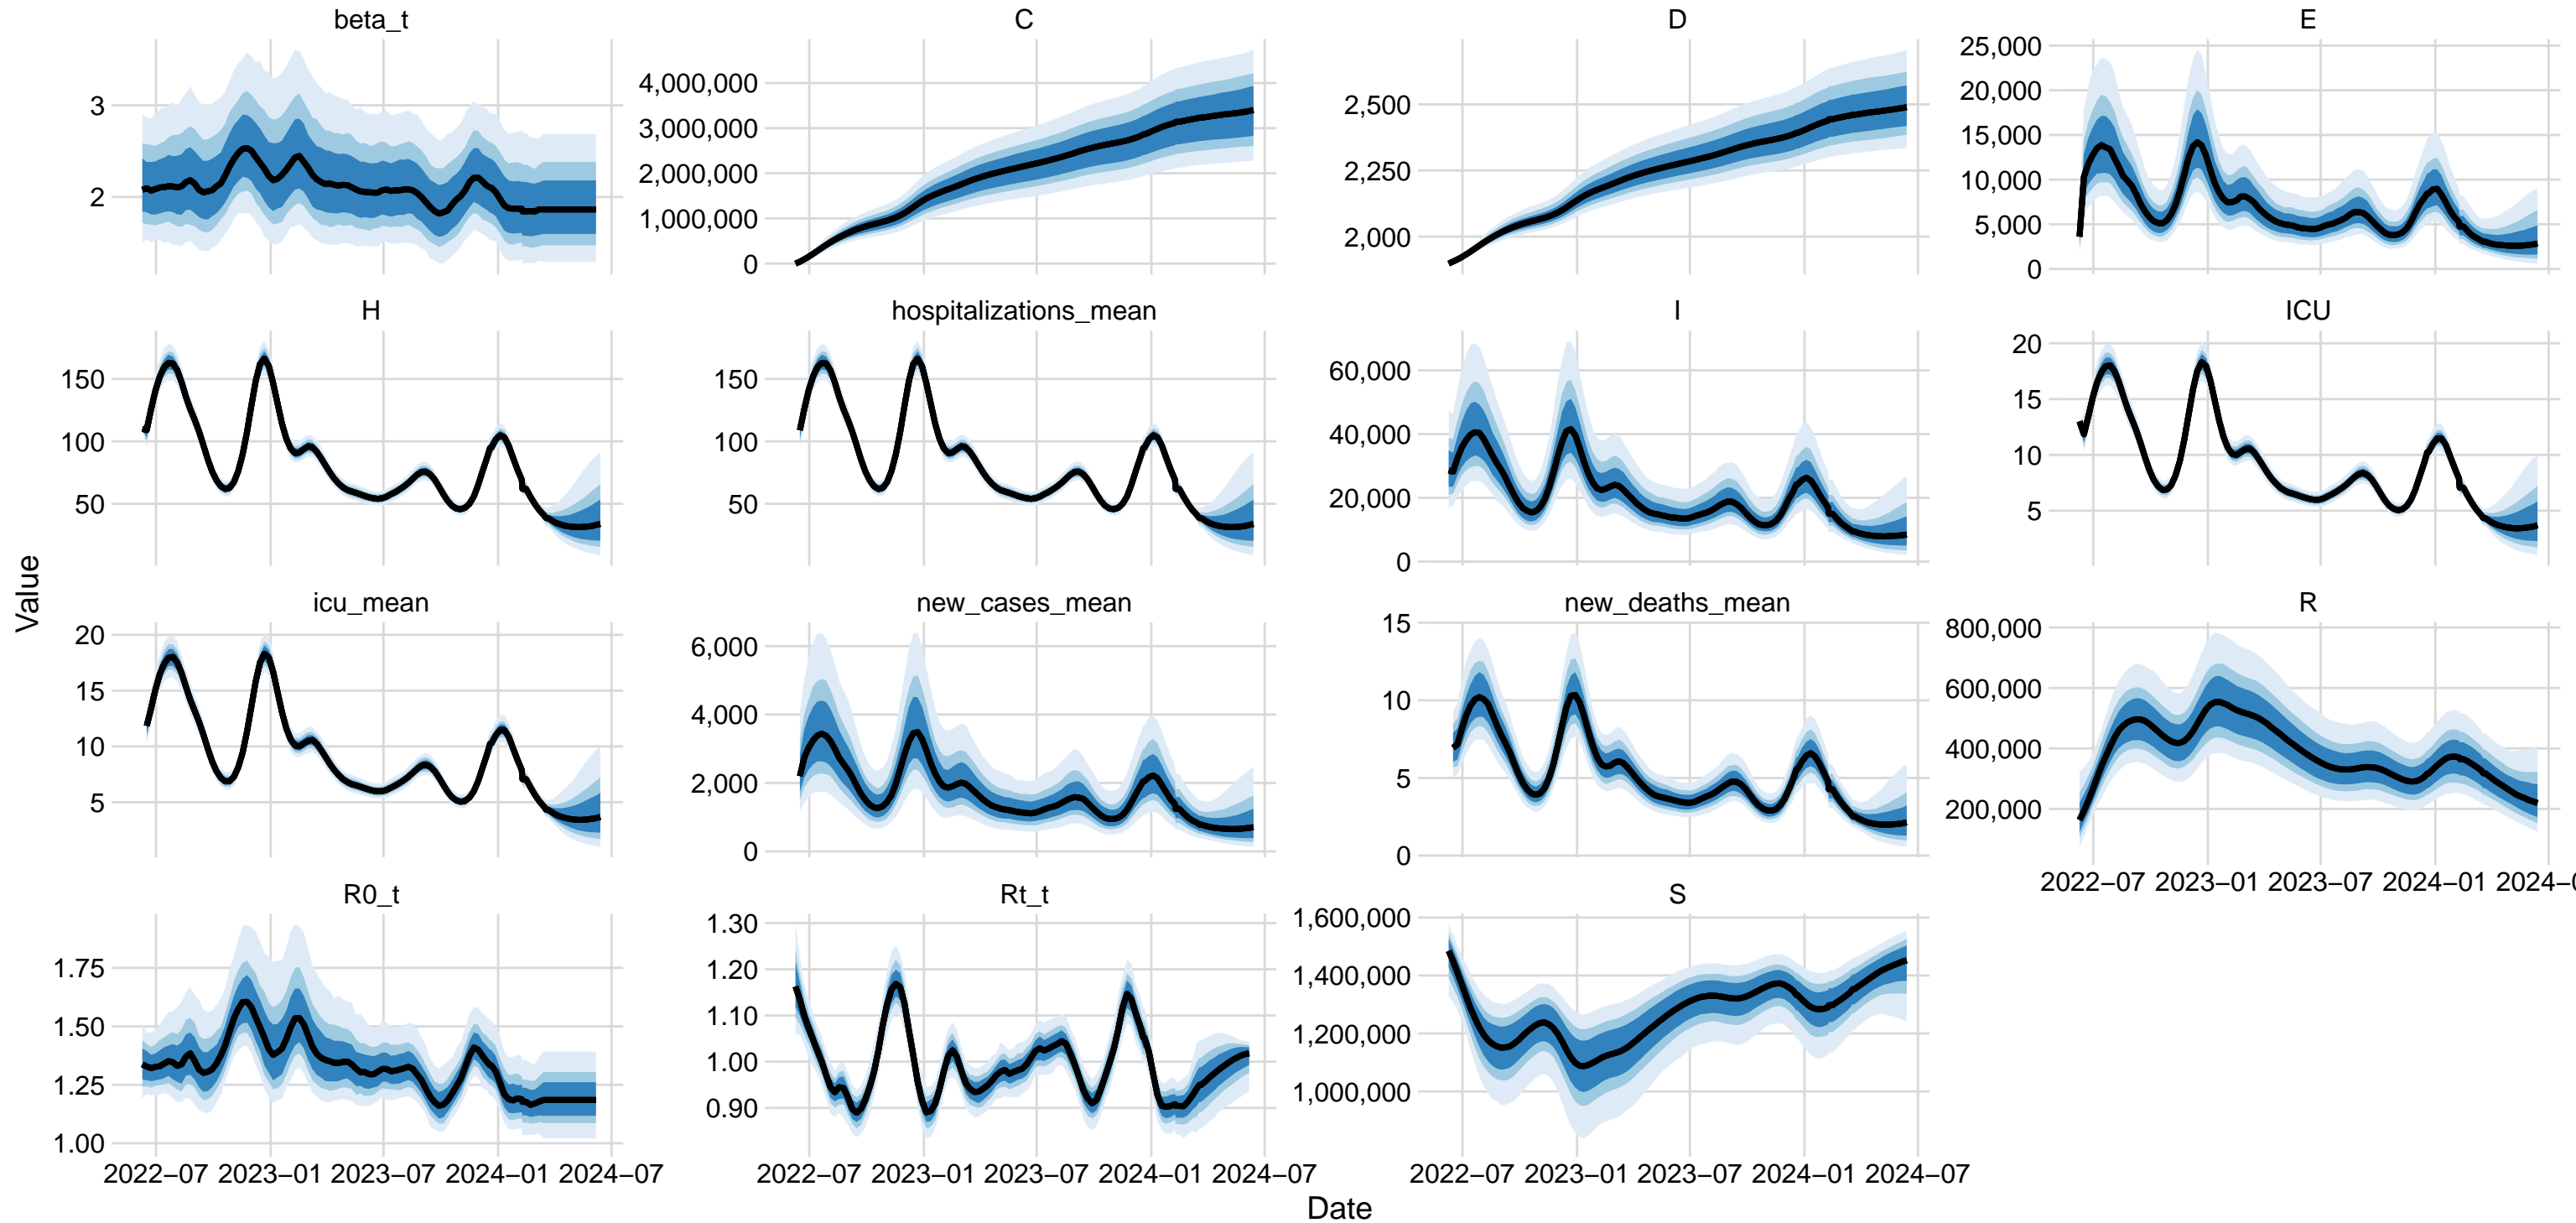 beta_t
C
D
E
3
2
4,000,000
3,000,000
2,000,000
1,000,000
0
2,500
2,250
2,000
25,000
20,000
15,000
10,000
5,000
0
H
hospitalizations_mean
I
ICU
150
100
50
150
100
50
60,000
40,000
20,000
0
20
15
10
5
Value
icu_mean
new_cases_mean
new_deaths_mean
R
20
15
10
5
6,000
4,000
2,000
0
15
10
5
0
800,000
600,000
400,000
200,000
2022−07 2023−01 2023−07 2024−01 2024−0
R0_t
Rt_t
S
1.75
1.50
1.25
1.00
1.30
1.20
1.10
1.00
0.90
1,600,000
1,400,000
1,200,000
1,000,000
2022−07 2023−01 2023−07 2024−01 2024−07
2022−07 2023−01 2023−07 2024−01 2024−07
2022−07 2023−01 2023−07 2024−01 2024−07
Date